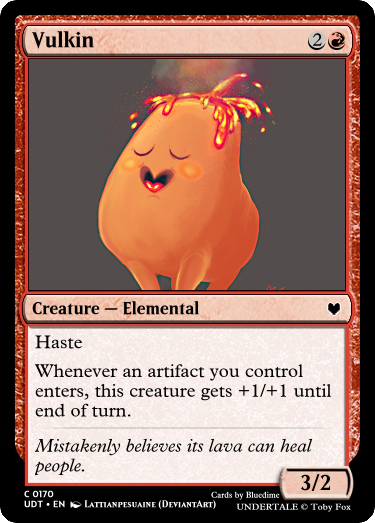 Vulkin 2
Creature — Elemental
Haste
Whenever an artifact you control
enters, this creature gets +1/+1 until
end of turn.
Mistakenly believes its lava can heal
people.
3/2
C 0170
UDT • EN Lattianpesuaine (DeviantArt)
Cards by Bluedime
UNDERTALE © Toby Fox